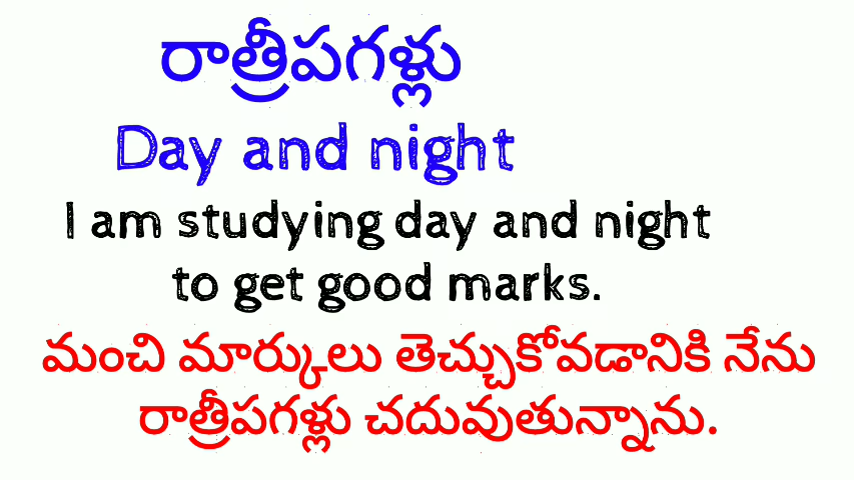 రాత్రీపగళ్లు
Day and night
I am studying day and night
to get good marks.
మంచి మార్కులు తెచ్చుకోవడానికి నేను
రాత్రీపగళ్లు చదువుతున్నాను.